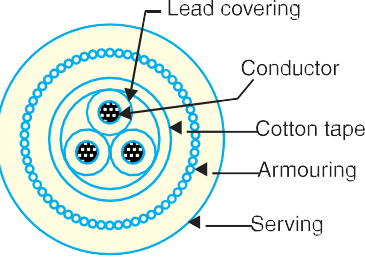 Lead covering
Conductor
Cotton tape
Armouring
Serving